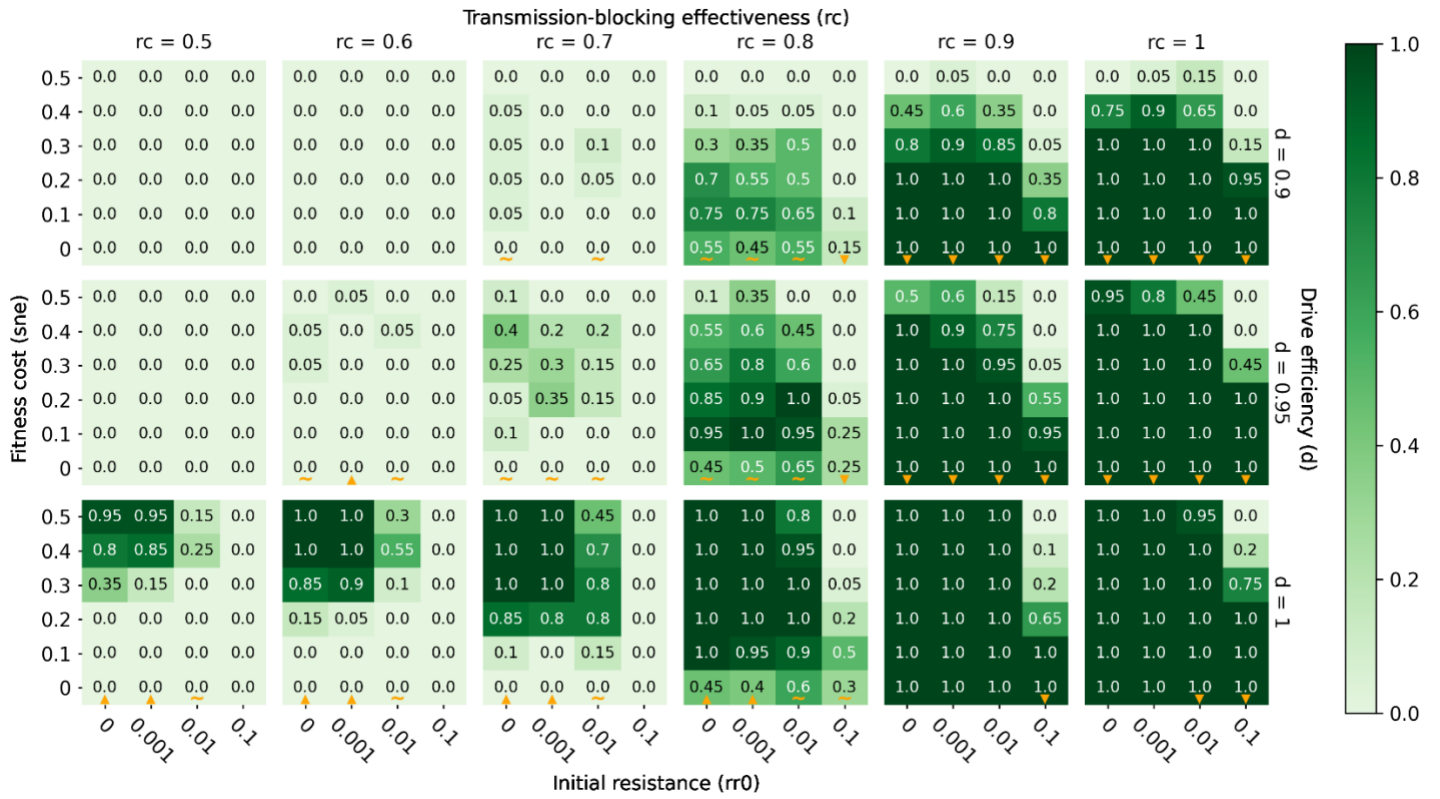 Transmission-blocking effectiveness (rc)
rc = 0.5 rc = 0.6 rc = 0.7 rc = 0.8 rc = 0.9 rc = 1
0.5 0.0 0.0 0.0 0.0 0.0 0.0 0.0 0.0 0.0 0.0 0.0 0.0 0.0 0.0 0.0 0.0 0.0 0.05 0.0 0.0 0.0 0.05 0.15 0.0
0.4 0.0 0.0 0.0 0.0 0.0 0.0 0.0 0.0 0.05 0.0 0.0 0.0 0.1 0.05 0.05 0.0 0.45 0.6 0.35 0.0 0.75 0.9 0.65 0.0
0.3 0.0 0.0 0.0 0.0 0.0 0.0 0.0 0.0 0.05 0.0 0.1 0.0 0.3 0.35 0.5 0.0 0.8 0.9 0.85 0.05 1.0 1.0 1.0 0.15
0.2 0.0 0.0 0.0 0.0 0.0 0.0 0.0 0.0 0.05 0.0 0.05 0.0 0.7 0.55 0.5 0.0 1.0 1.0 1.0 0.35 1.0 1.0 1.0 0.95
0.1 0.0 0.0 0.0 0.0 0.0 0.0 0.0 0.0 0.05 0.0 0.0 0.0 0.75 0.75 0.65 0.1 1.0 1.0 1.0 0.8 1.0 1.0 1.0 1.0
0 0.0 0.0 0.0 0.0 0.0 0.0 0.0 0.0 0.0 0.0 0.0 0.0 0.55 0.45 0.55 0.15 1.0 1.0 1.0 1.0 1.0 1.0 1.0 1.0
d = 0.9
0.5 0.0 0.0 0.0 0.0 0.0 0.05 0.0 0.0 0.1 0.0 0.0 0.0 0.1 0.35 0.0 0.0 0.5 0.6 0.15 0.0 0.95 0.8 0.45 0.0
0.4 0.0 0.0 0.0 0.0 0.05 0.0 0.05 0.0 0.4 0.2 0.2 0.0 0.55 0.6 0.45 0.0 1.0 0.9 0.75 0.0 1.0 1.0 1.0 0.0
0.3 0.0 0.0 0.0 0.0 0.05 0.0 0.0 0.0 0.25 0.3 0.15 0.0 0.65 0.8 0.6 0.0 1.0 1.0 0.95 0.05 1.0 1.0 1.0 0.45
0.2 0.0 0.0 0.0 0.0 0.0 0.0 0.0 0.0 0.05 0.35 0.15 0.0 0.85 0.9 1.0 0.05 1.0 1.0 1.0 0.55 1.0 1.0 1.0 1.0
0.1 0.0 0.0 0.0 0.0 0.0 0.0 0.0 0.0 0.1 0.0 0.0 0.0 0.95 1.0 0.95 0.25 1.0 1.0 1.0 0.95 1.0 1.0 1.0 1.0
0 0.0 0.0 0.0 0.0 0.0 0.0 0.0 0.0 0.0 0.0 0.0 0.0 0.45 0.5 0.65 0.25 1.0 1.0 1.0 1.0 1.0 1.0 1.0 1.0
d = 0.95
0.5 0.95 0.95 0.15 0.0 1.0 1.0 0.3 0.0 1.0 1.0 0.45 0.0 1.0 1.0 0.8 0.0 1.0 1.0 1.0 0.0 1.0 1.0 0.95 0.0
0.4 0.8 0.85 0.25 0.0 1.0 1.0 0.55 0.0 1.0 1.0 0.7 0.0 1.0 1.0 0.95 0.0 1.0 1.0 1.0 0.1 1.0 1.0 1.0 0.2
0.3 0.35 0.15 0.0 0.0 0.85 0.9 0.1 0.0 1.0 1.0 0.8 0.0 1.0 1.0 1.0 0.05 1.0 1.0 1.0 0.2 1.0 1.0 1.0 0.75
0.2 0.0 0.0 0.0 0.0 0.15 0.05 0.0 0.0 0.85 0.8 0.8 0.0 1.0 1.0 1.0 0.2 1.0 1.0 1.0 0.65 1.0 1.0 1.0 1.0
0.1 0.0 0.0 0.0 0.0 0.0 0.0 0.0 0.0 0.1 0.0 0.15 0.0 1.0 0.95 0.9 0.5 1.0 1.0 1.0 1.0 1.0 1.0 1.0 1.0
0 0.0 0.0 0.0 0.0 0.0 0.0 0.0 0.0 0.0 0.0 0.0 0.0 0.45 0.4 0.6 0.3 1.0 1.0 1.0 1.0 1.0 1.0 1.0 1.0
d = 1
0 0.001 0.01 0.1 0 0.001 0.01 0.1 0 0.001 0.01 0.1 0 0.001 0.01 0.1 0 0.001 0.01 0.1 0 0.001 0.01 0.1
Initial resistance (rr0)
Fitness cost (sne)
Drive efficiency (d)
1.0
0.8
0.6
0.4
0.2
0.0